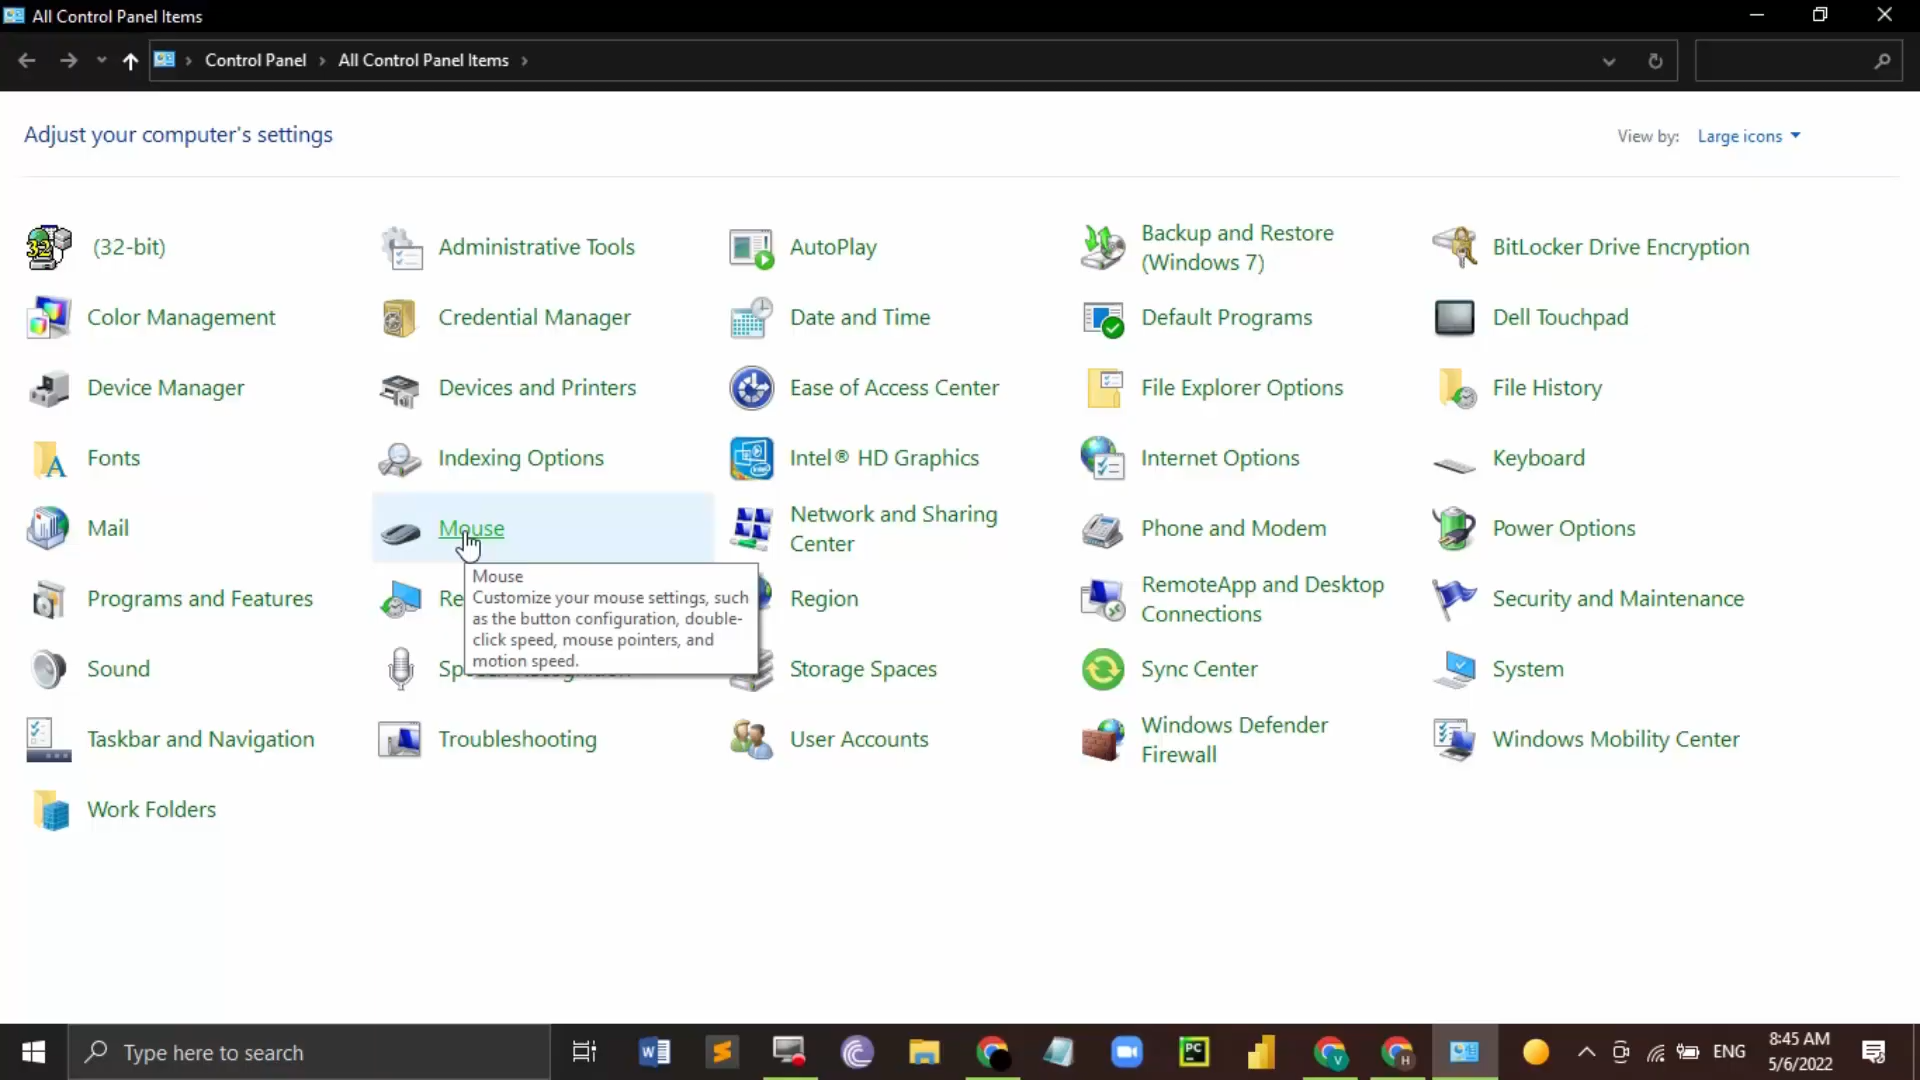 All Control Panel Items
Control Panel
All Control Panel Items
Adjust your computer's settings
View by: Large icons
(32-bit)
Administrative Tools
AutoPlay
Backup and Restore
(Windows 7)
BitLocker Drive Encryption
Color Management
Credential Manager
Date and Time
Default Programs
Dell Touchpad
Device Manager
Devices and Printers
Ease of Access Center
File Explorer Options
File History
Fonts
Indexing Options
Intel® HD Graphics
Internet Options
Keyboard
Mail
Mouse
Network and Sharing
Center
Phone and Modem
Power Options
Mouse
Customize your mouse settings, such
as the button configuration, double-
click speed, mouse pointers, and
motion speed.
Programs and Features
Re
Region
RemoteApp and Desktop
Connections
Security and Maintenance
Sound
Storage Spaces
Sync Center
System
Taskbar and Navigation
Troubleshooting
User Accounts
Windows Defender
Firewall
Windows Mobility Center
Work Folders
Type here to search
PC
V
H
ENG
8:45 AM
5/6/2022